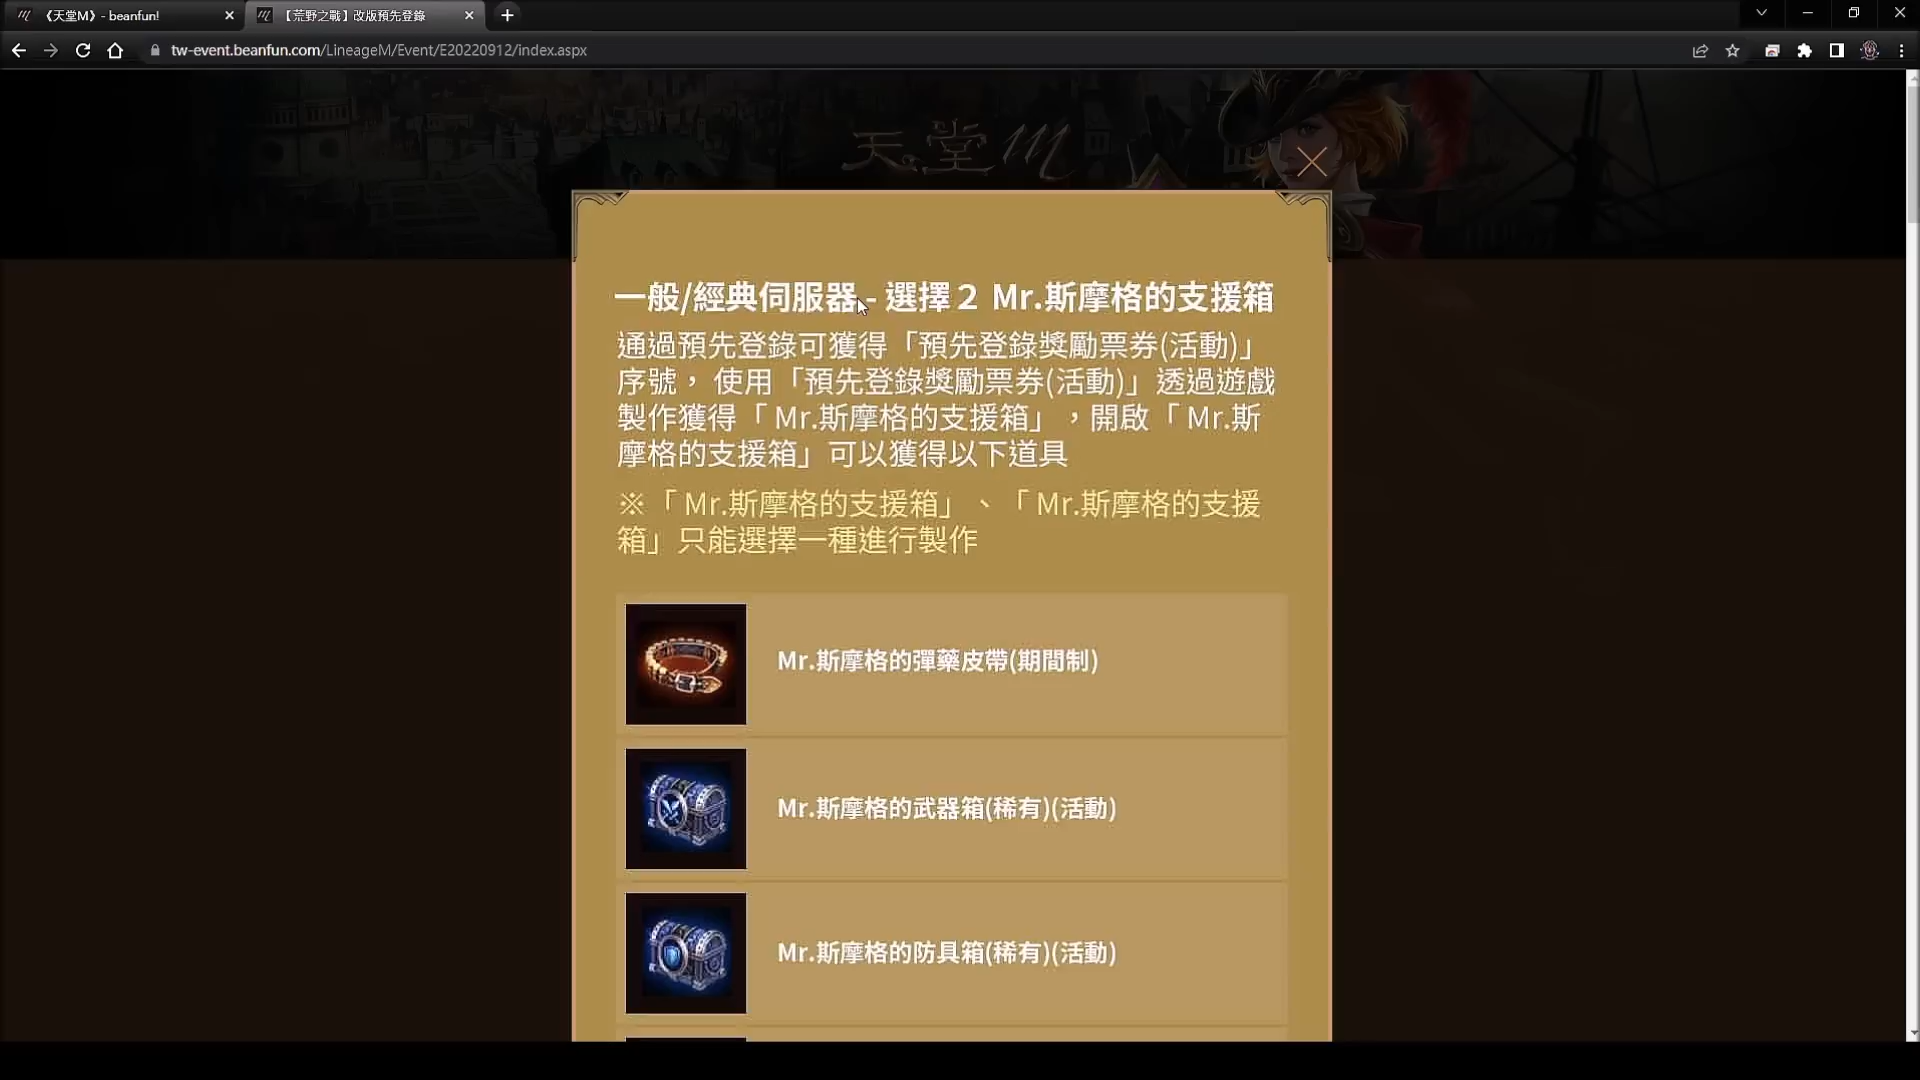 《天堂M》 - beanfun!
【荒野之戰】改版預先登錄
tw-event.beanfun.com/LineageM/Event/E20220912/index.aspx
天堂M
一般/經典伺服器 - 選擇２ Mr.斯摩格的支援箱
通過預先登錄可獲得「預先登錄獎勵票券(活動)」
序號， 使用「預先登錄獎勵票券(活動)」透過遊戲
製作獲得「 Mr.斯摩格的支援箱」，開啟「 Mr.斯
摩格的支援箱」可以獲得以下道具
※「 Mr.斯摩格的支援箱」、「 Mr.斯摩格的支援
箱」只能選擇一種進行製作
Mr.斯摩格的彈藥皮帶(期間制)
Mr.斯摩格的武器箱(稀有)(活動)
Mr.斯摩格的防具箱(稀有)(活動)